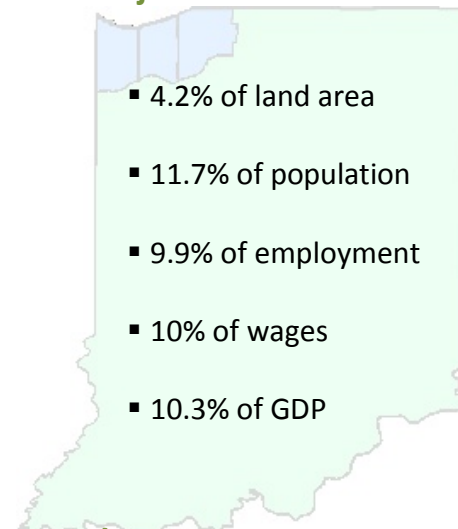 ▪ 4.2% of land area
▪ 11.7% of population
▪ 9.9% of employment
▪ 10% of wages
▪ 10.3% of GDP